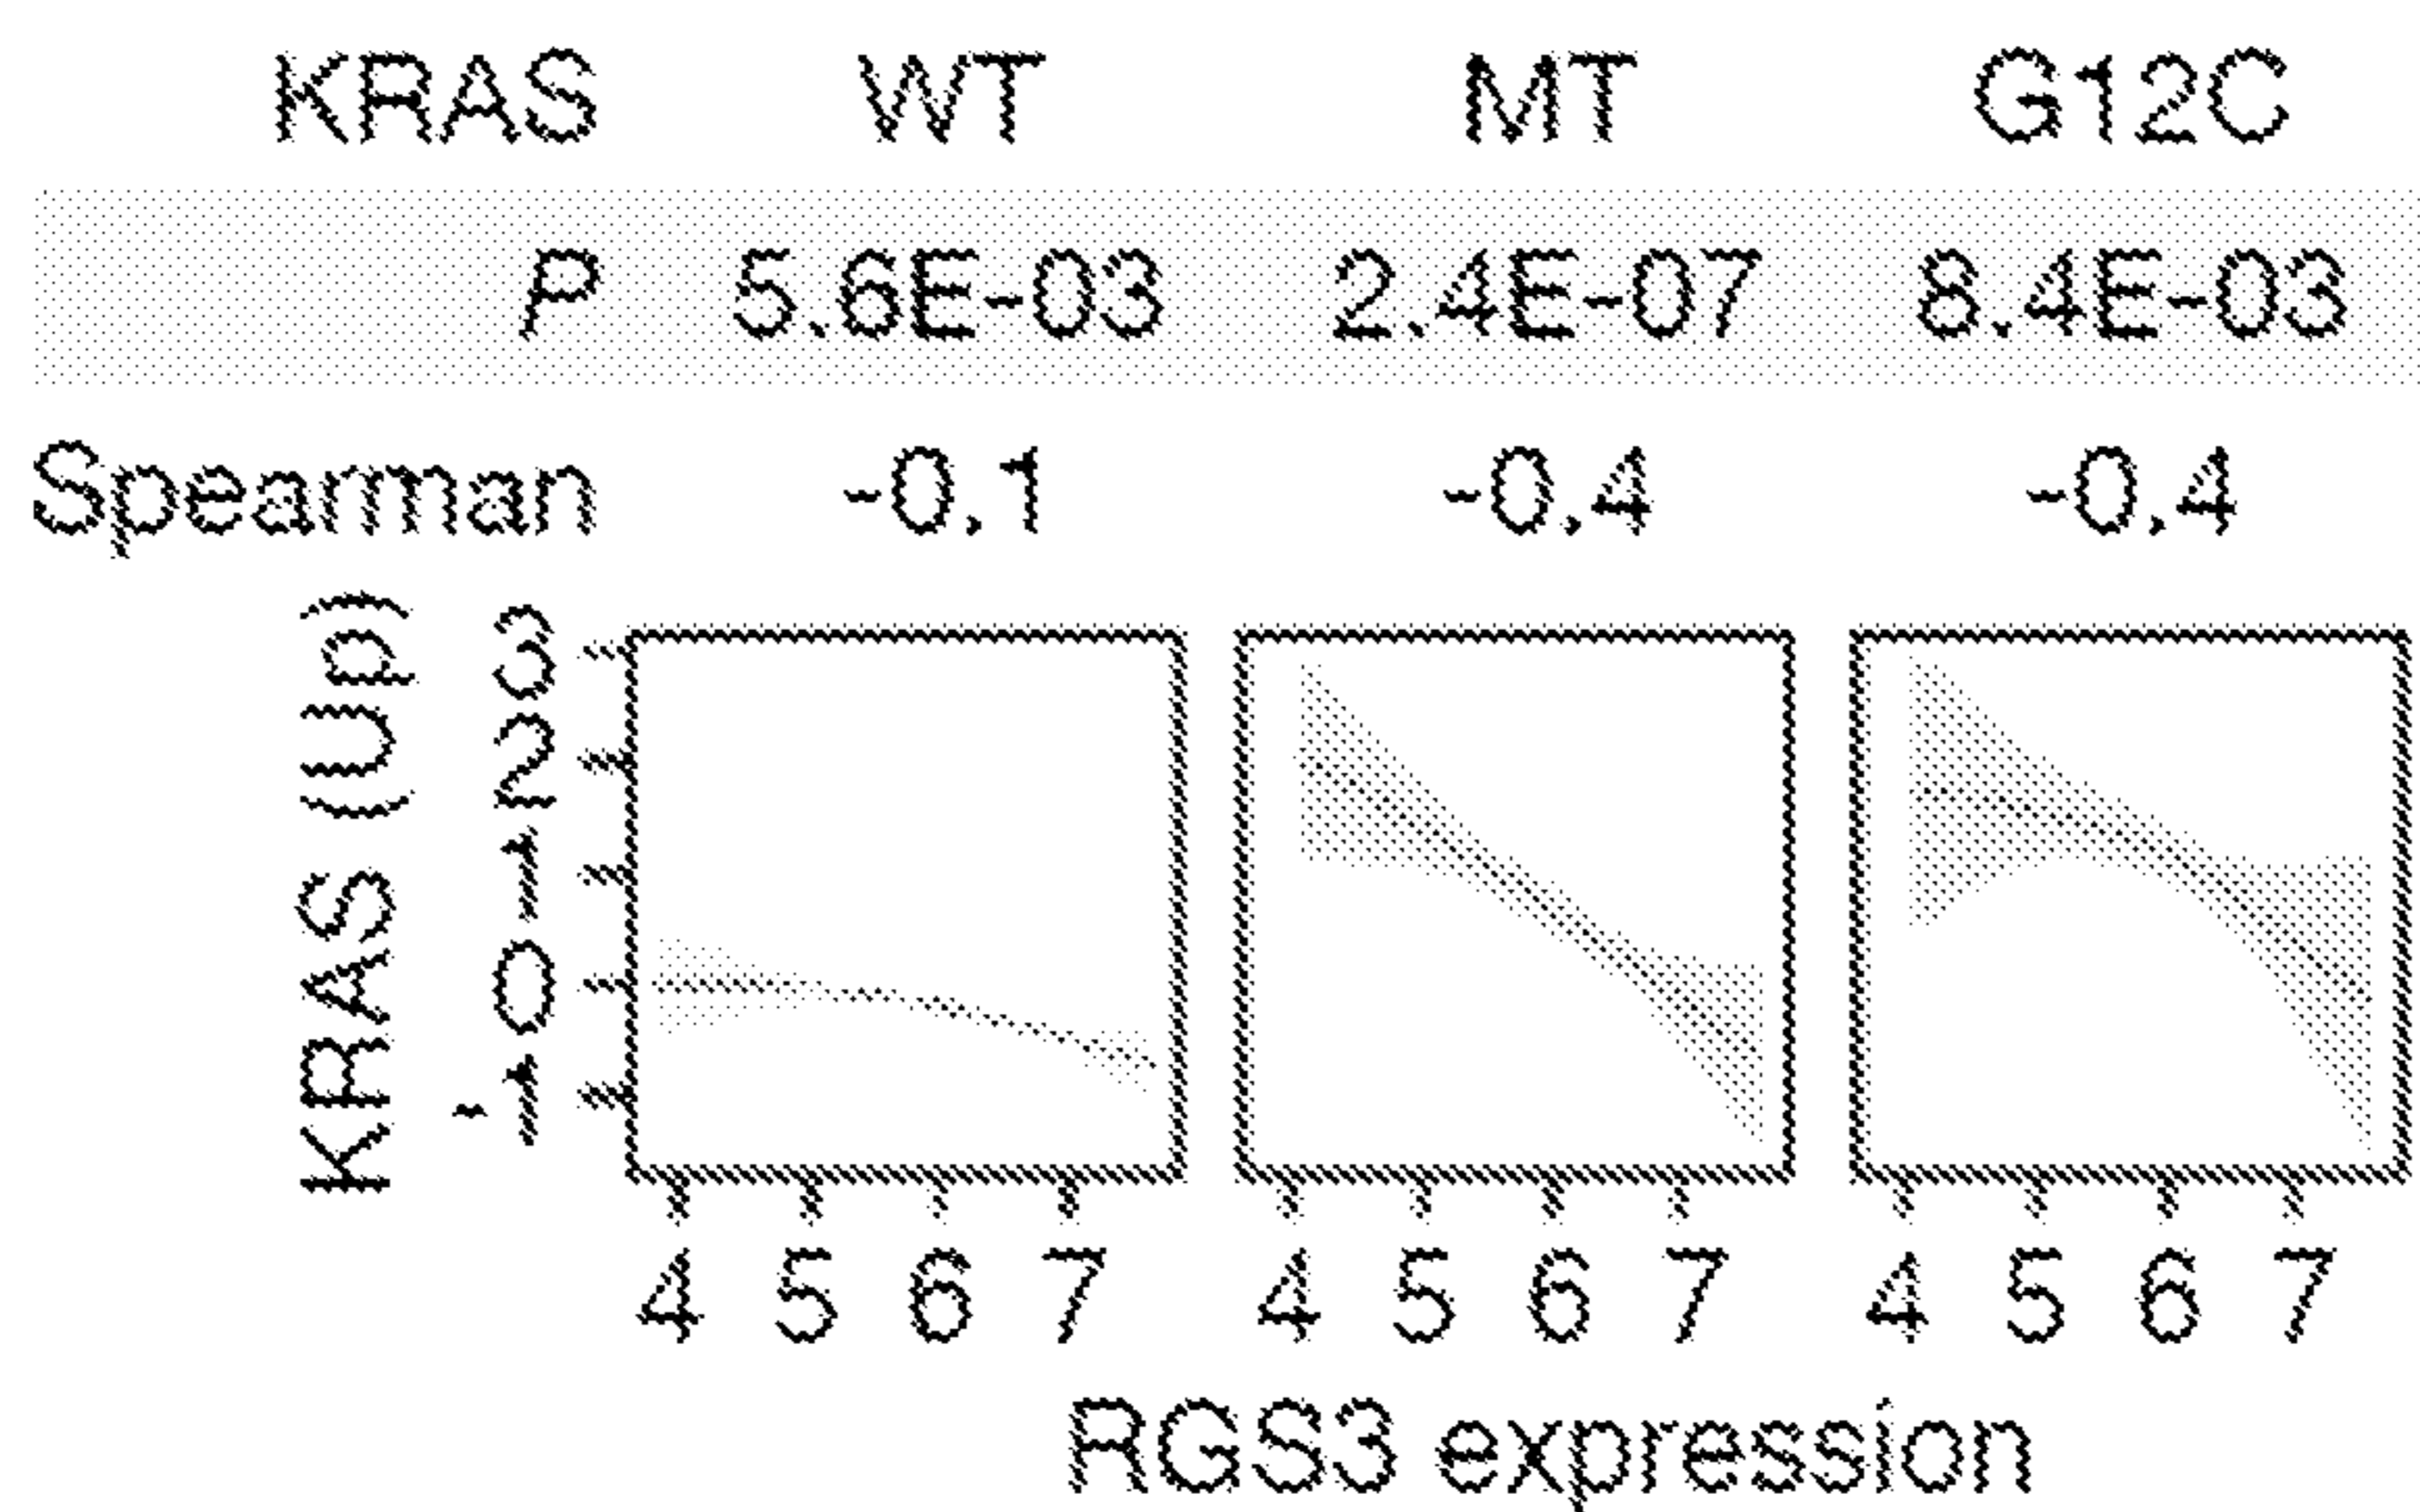 KRAS WT MT G12C
P 5.6E-03 2.4E-07 8.4E-03
Spearman -0.1 -0.4 -0.4
KRAS (Up)
3
2
1
0
-1
4 5 6 7 4 5 6 7 4 5 6 7
RGS3 expression